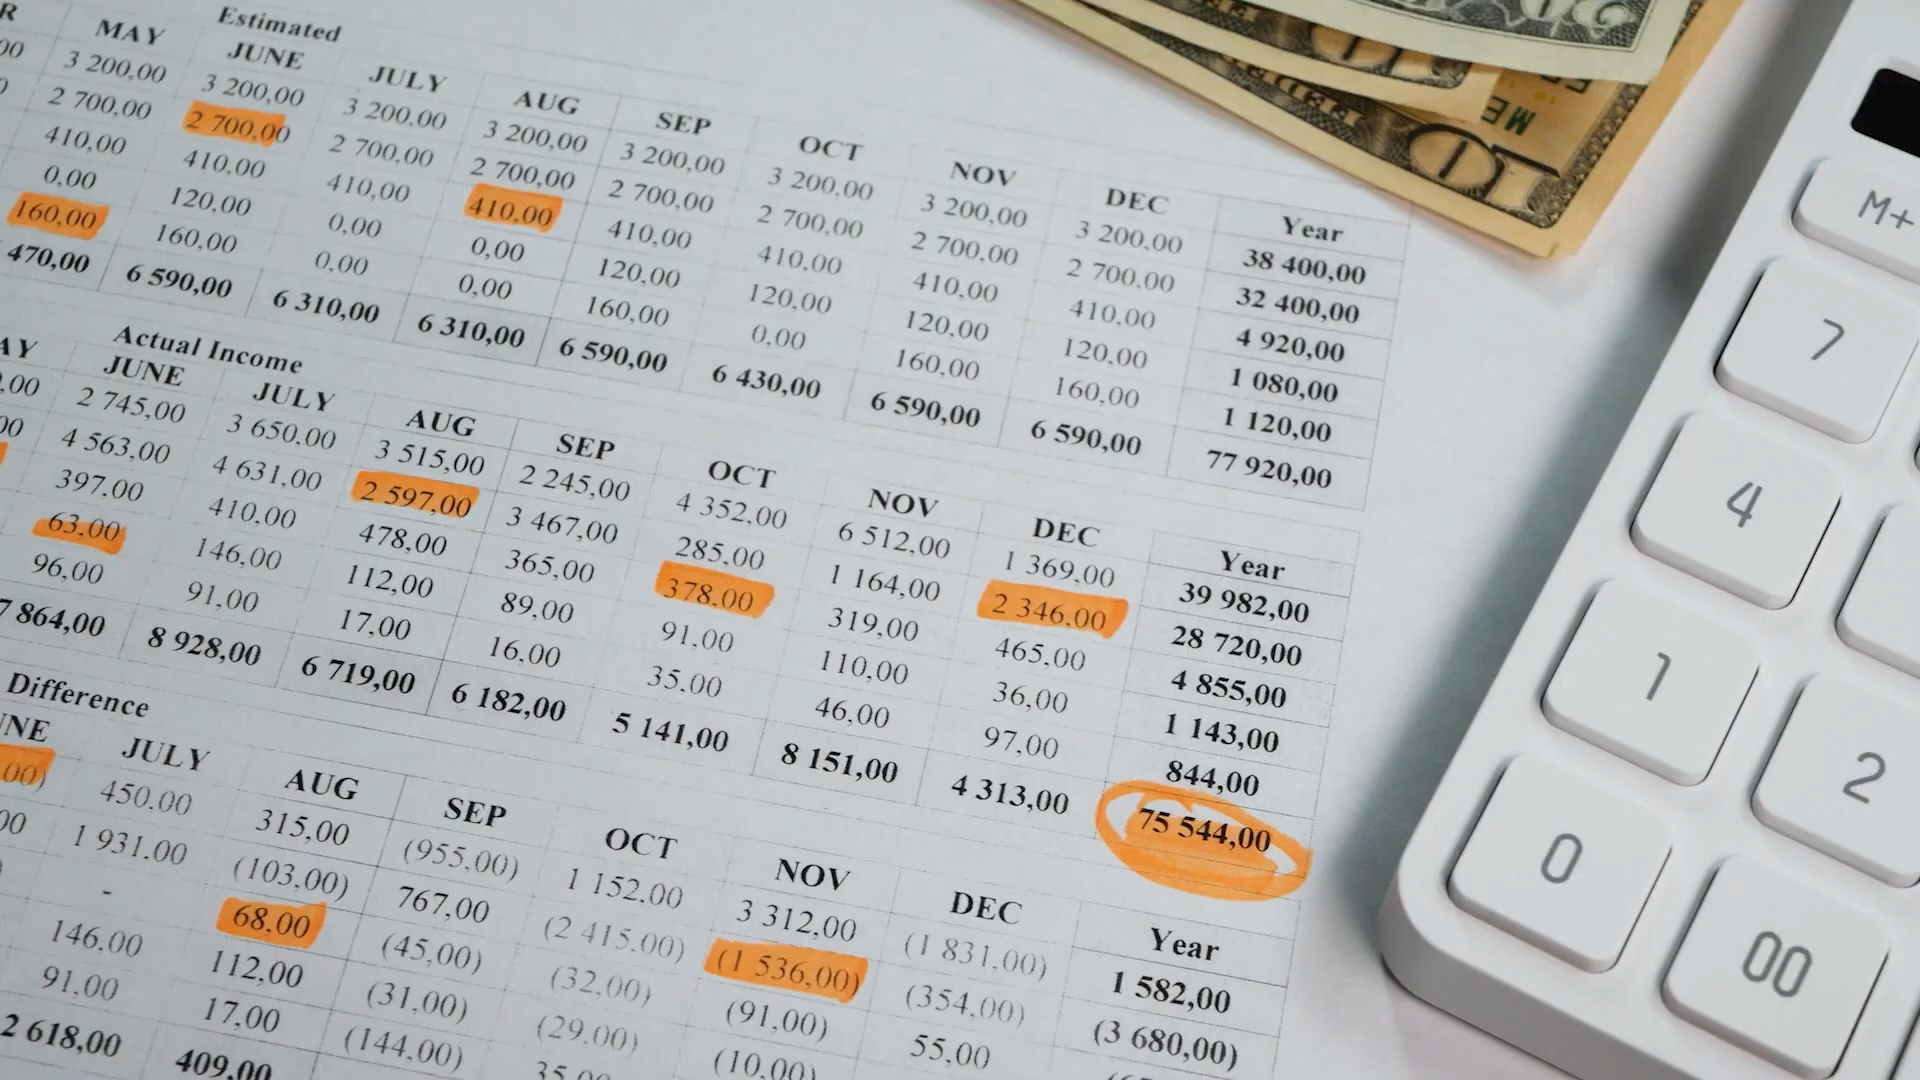 Estimated
MAY JUNE JULY AUG SEP OCT NOV DEC Year
3 200,00 3 200,00 3 200.00 3 200,00 3 200,00 3 200.00 3 200,00 3 200.00 38 400,00
2 700,00 2 700,00 2 700.00 2 700,00 2 700,00 2 700,00 2 700,00 2 700.00 32 400,00
410,00 410,00 410,00 410,00 410,00 410.00 410,00 410.00 4 920,00
0,00 120,00 0,00 0,00 120,00 120,00 120,00 120,00 1 080,00
160,00 160,00 0,00 0,00 160,00 0,00 160,00 160,00 1 120,00
470,00 6 590,00 6 310,00 6 310,00 6 590,00 6 430,00 6 590,00 6 590,00 77 920,00
Actual Income
AY JUNE JULY AUG SEP OCT NOV DEC Year
,00 2 745,00 3 650.00 3 515,00 2 245,00 4 352,00 6 512,00 1 369,00 39 982,00
00 4 563,00 4 631,00 2 597,00 3 467,00 285.00 1 164,00 2 346,00 28 720,00
397.00 410,00 478,00 365,00 378.00 319,00 465,00 4 855,00
63,00 146,00 112,00 89,00 91,00 110,00 36,00 1 143,00
96,00 91,00 17,00 16,00 35.00 46,00 97,00 844,00
7 864,00 8 928,00 6 719,00 6 182,00 5 141,00 8 151,00 4 313,00 75 544,00
Difference
UNE JULY AUG SEP OCT NOV DEC Year
00) 450.00 315,00 (955,00) 1 152.00 3 312,00 (1 831.00) 1 582,00
00 1 931.00 (103,00) 767,00 (2 415.00) (1 536,00) (354.00) (3 680,00)
- 68,00 (45,00) (32.00) (91,00) 55,00
146.00 112,00 (31,00) (29.00) (10,00)
91,00 17,00 (144.00)
2 618,00 409,00
M+
7
4
1 2
0 00